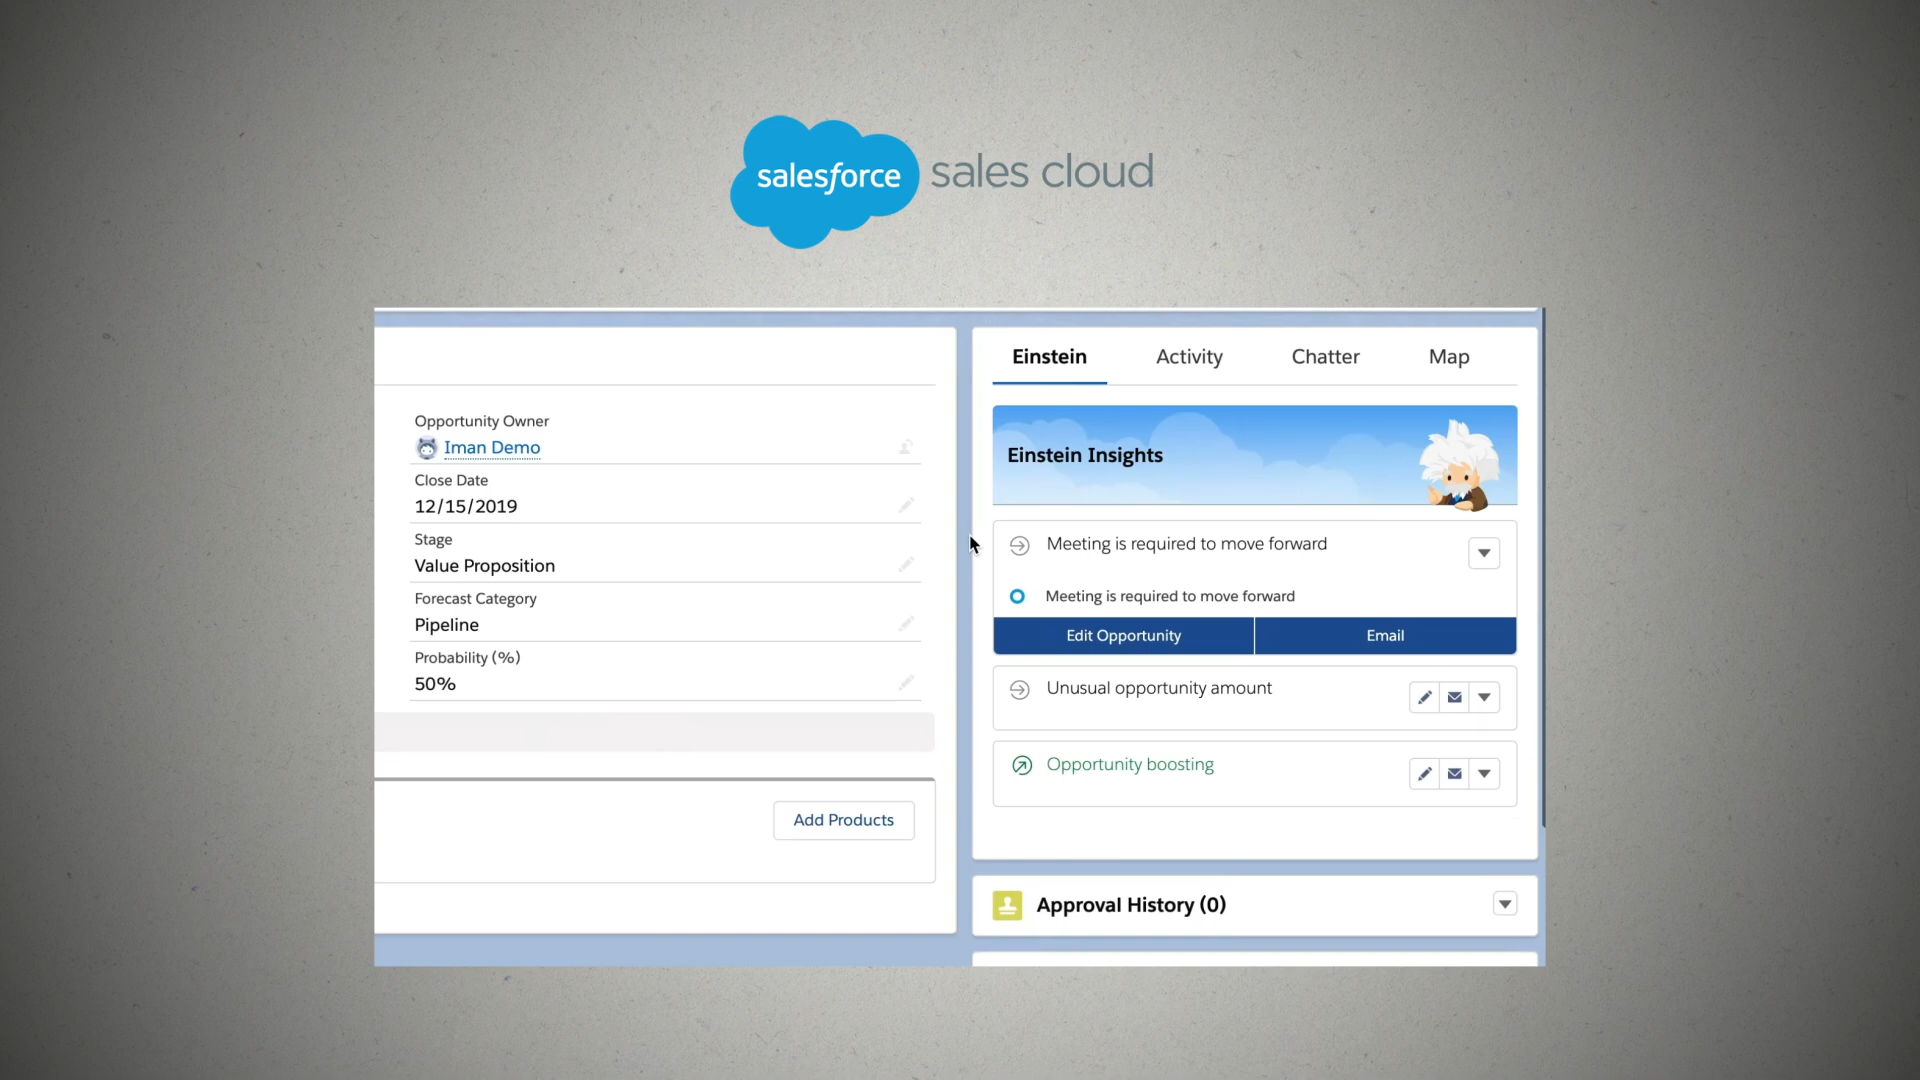 salesforce sales cloud
Opportunity Owner
Iman Demo
Close Date
12/15/2019
Stage
Value Proposition
Forecast Category
Pipeline
Probability (%)
50%
Add Products
Einstein Activity Chatter Map
Einstein Insights
Meeting is required to move forward
Meeting is required to move forward
Edit Opportunity Email
Unusual opportunity amount
Opportunity boosting
Approval History (0)